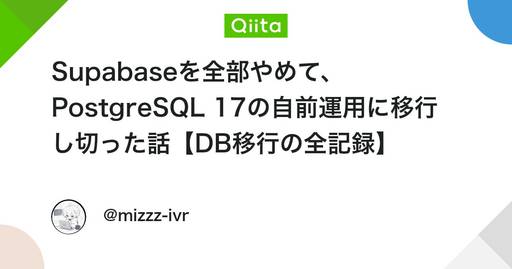 Qiita
Supabaseを全部やめて、
PostgreSQL 17の自前運用に移行
し切った話【DB移行の全記録】
@mizzz-ivr